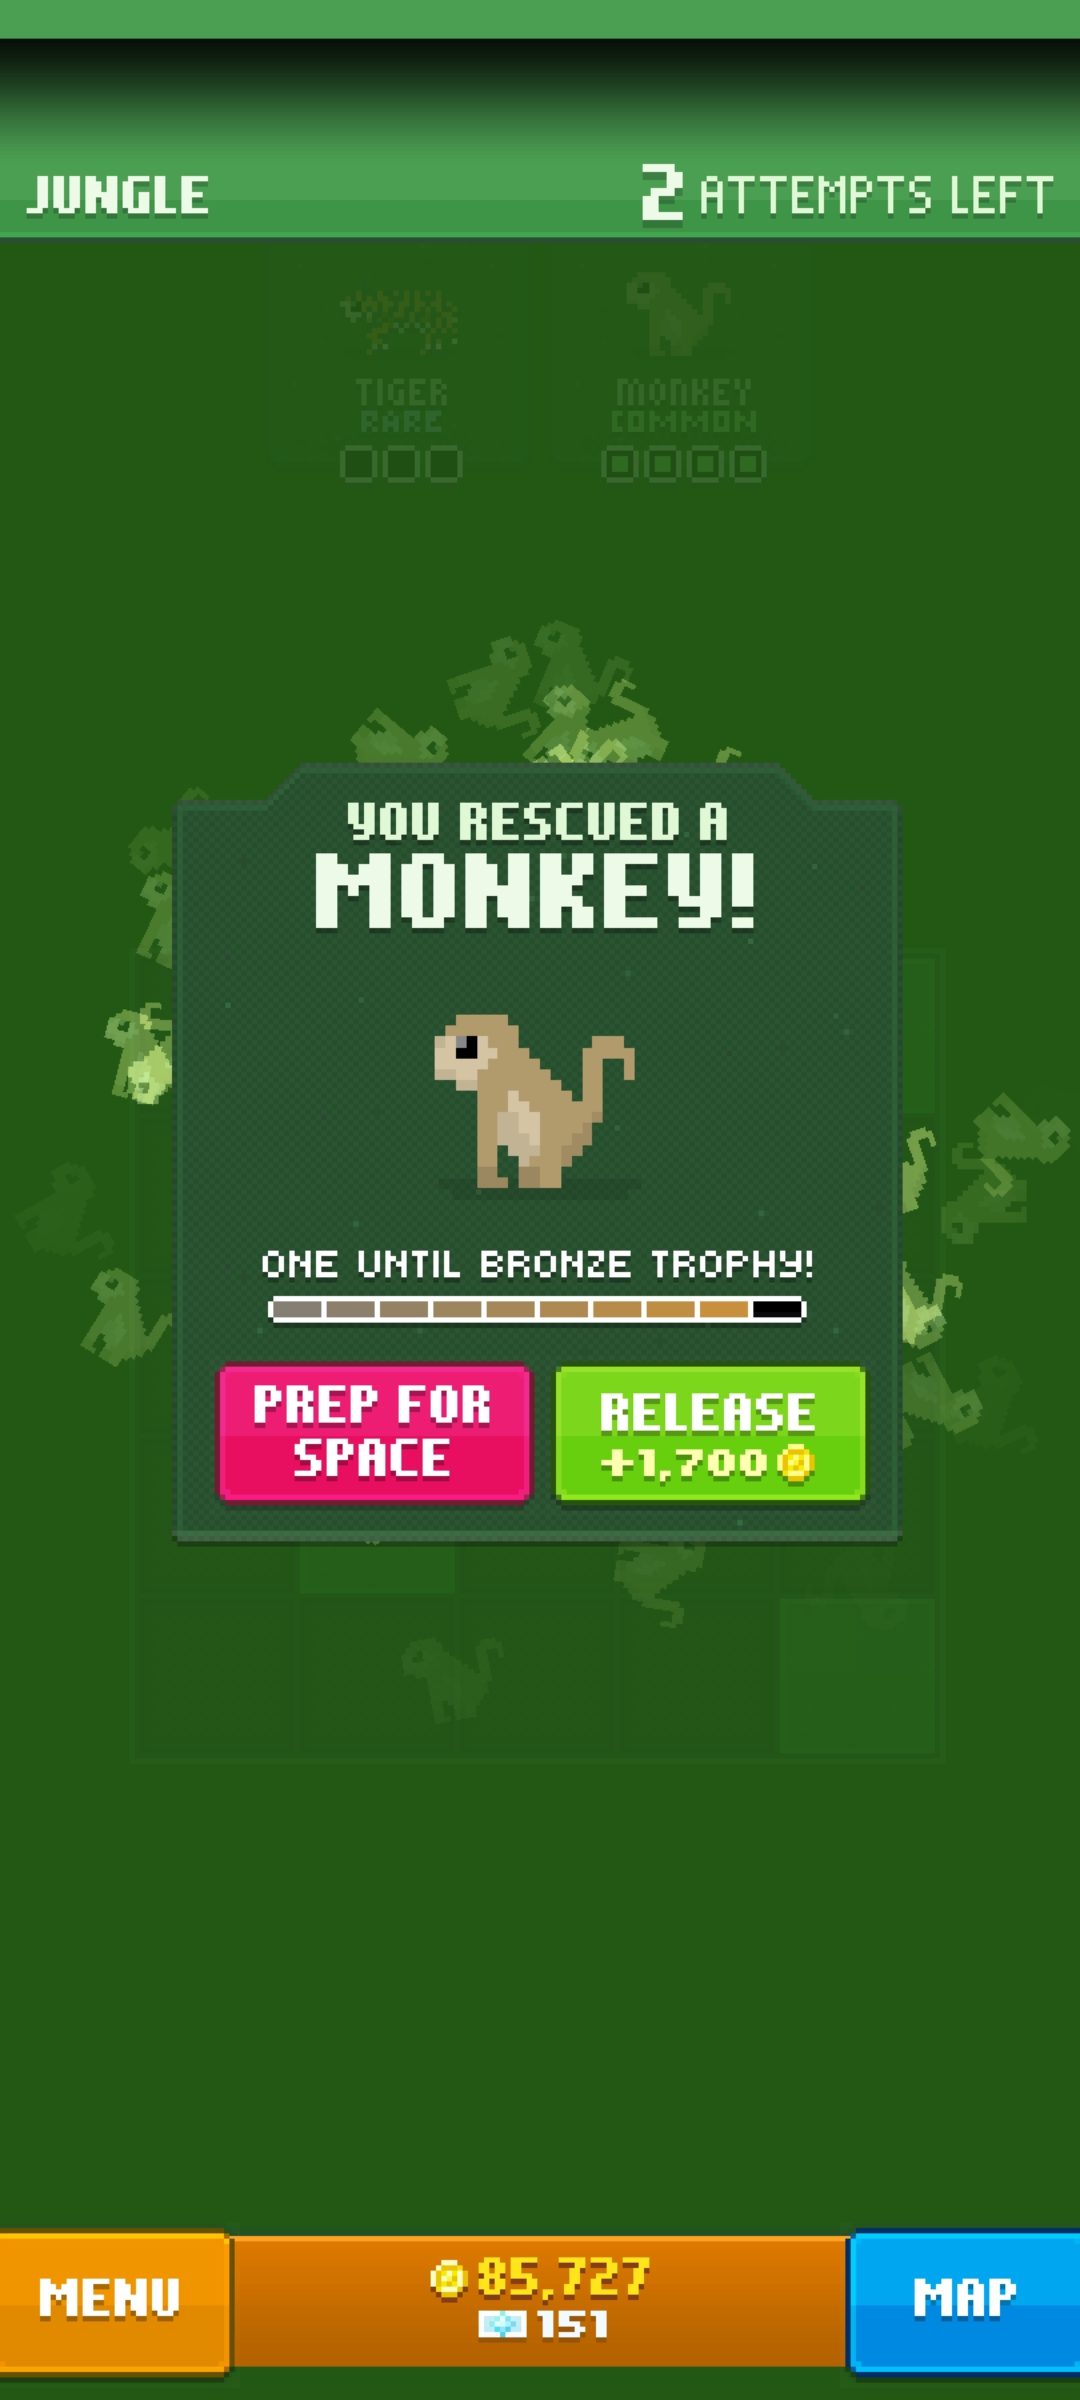 JUNGLE
2 ATTEMPTS LEFT
TIGER
RARE
MONKEY
COMMON
YOU RESCUED A
MONKEY!
ONE UNTIL BRONZE TROPHY!
PREP FOR
SPACE
RELEASE
+1,700
MENU
85,727
151
MAP